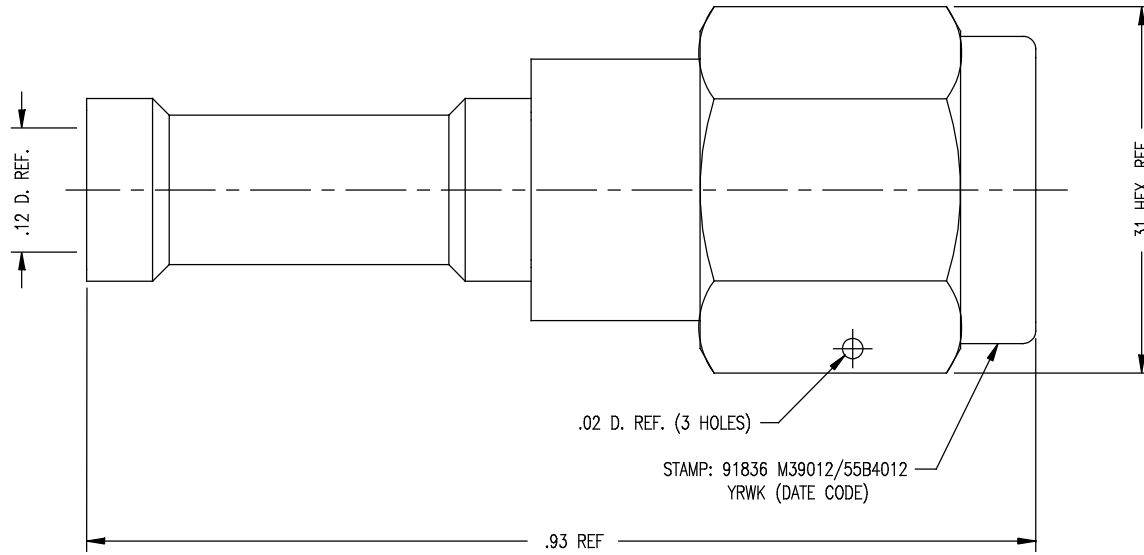 .12 D. REF.
.31 HEX REF
.02 D. REF. (3 HOLES)
STAMP: 91836 M39012/55B4012
YRWK (DATE CODE)
.93 REF